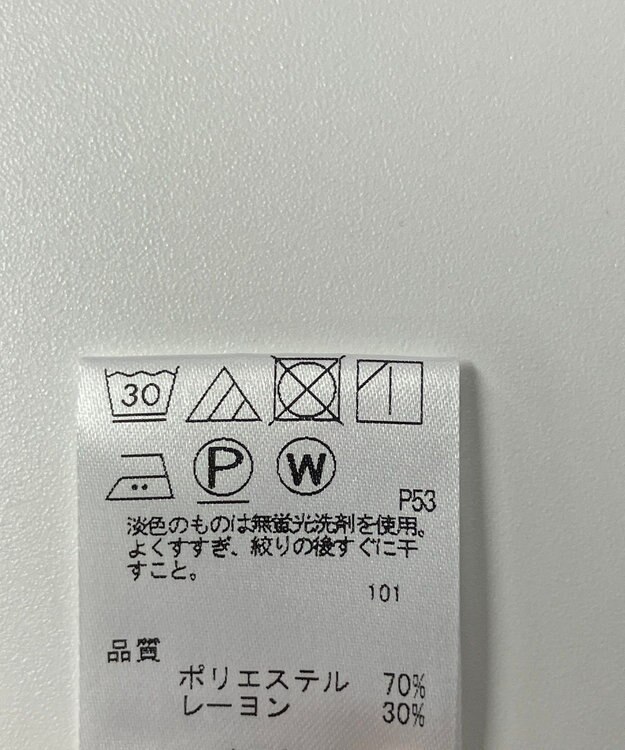 30
P W
P53
淡色のものは無蛍光洗剤を使用。
よくすすぎ、絞りの後すぐに干
すこと。
101
品質
ポリエステル 70%
レーヨン 30%